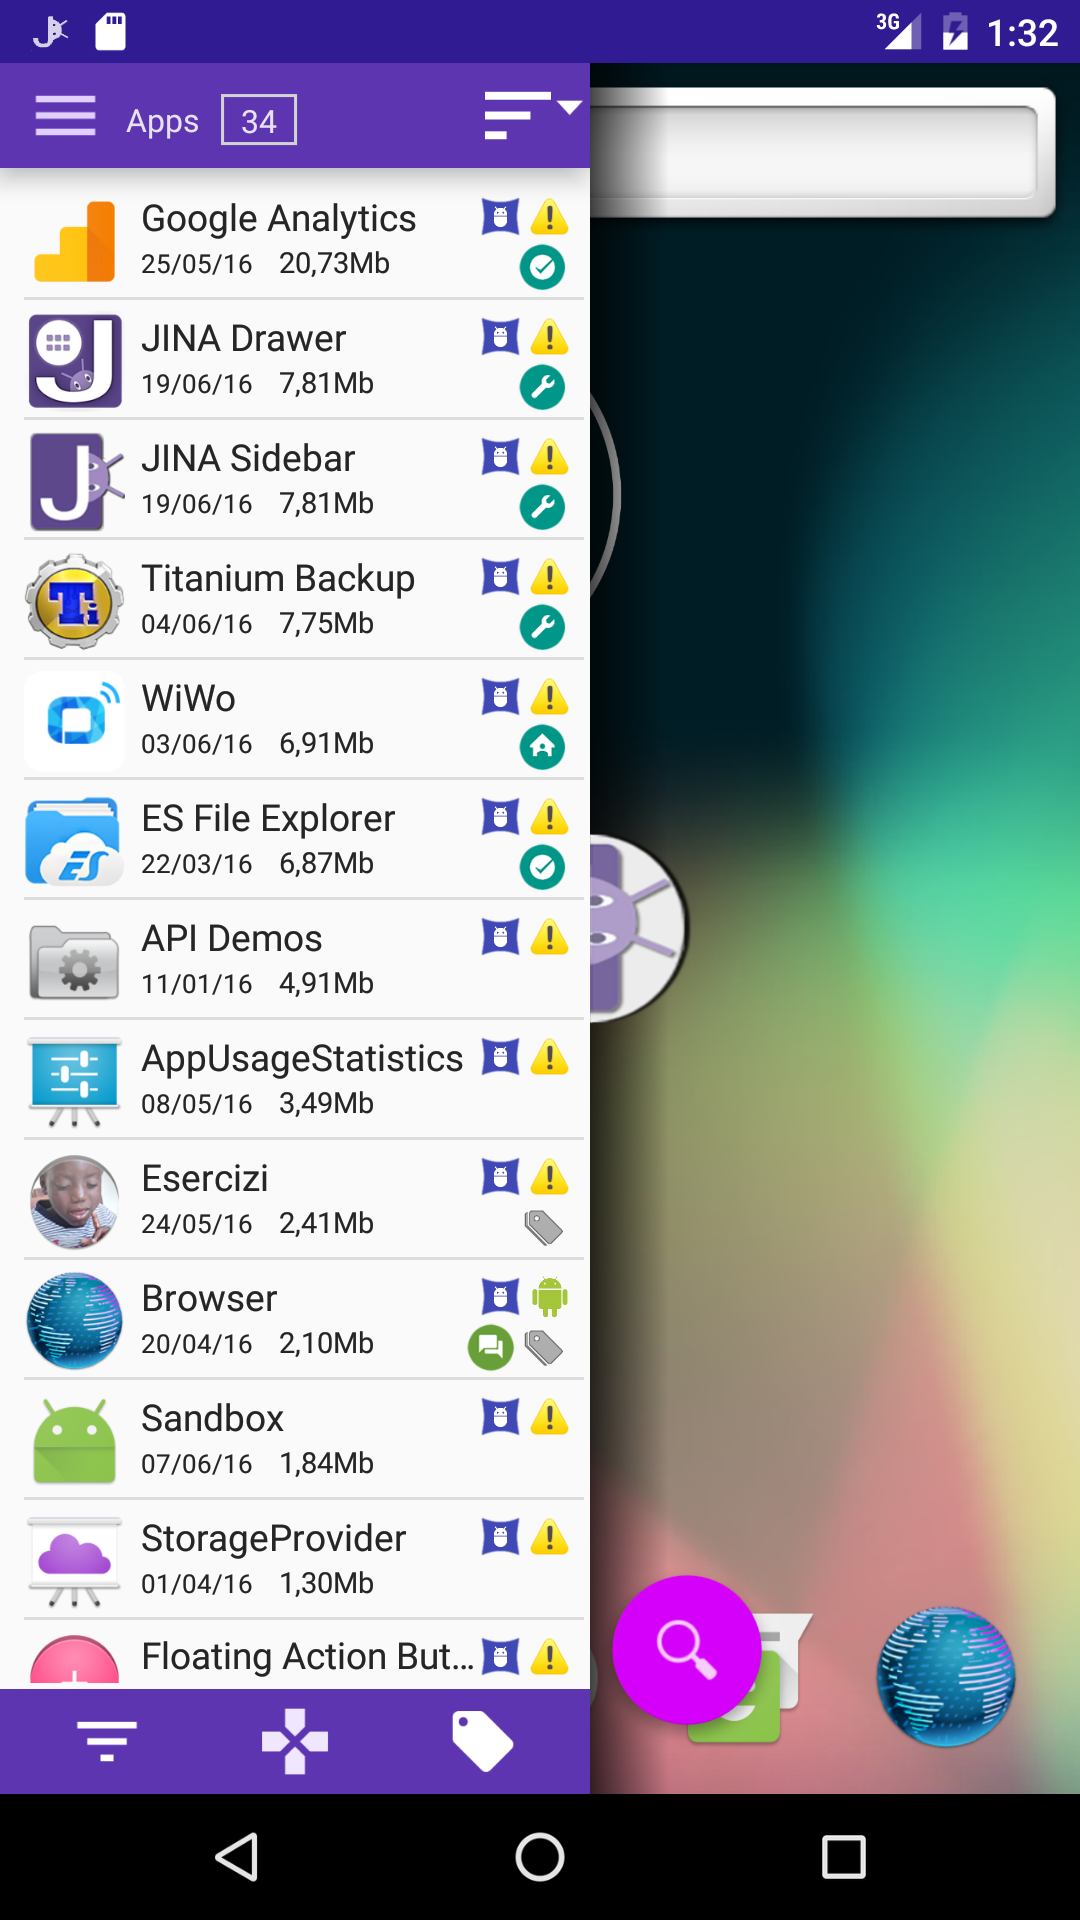 3G 1:32
Apps 34
Google Analytics
25/05/16 20,73Mb
JINA Drawer
19/06/16 7,81Mb
JINA Sidebar
19/06/16 7,81Mb
Titanium Backup
04/06/16 7,75Mb
WiWo
03/06/16 6,91Mb
ES File Explorer
22/03/16 6,87Mb
API Demos
11/01/16 4,91Mb
AppUsageStatistics
08/05/16 3,49Mb
Esercizi
24/05/16 2,41Mb
Browser
20/04/16 2,10Mb
Sandbox
07/06/16 1,84Mb
StorageProvider
01/04/16 1,30Mb
Floating Action But...